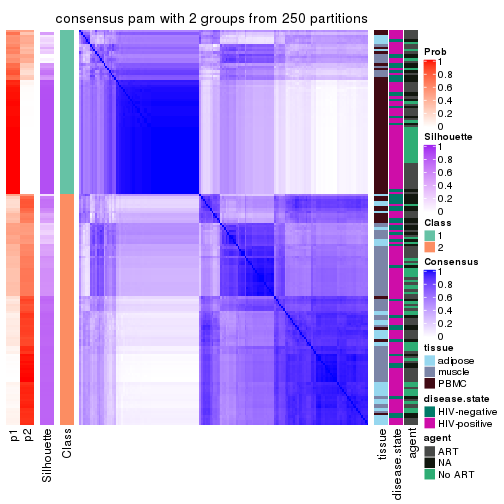 consensus pam with 2 groups from 250 partitions
Prob
1
0.8
0.6
0.4
0.2
0
Silhouette
1
0.8
0.6
0.4
0.2
0
Class
1
2
Consensus
1
0.8
0.6
0.4
0.2
0
tissue
adipose
muscle
PBMC
disease.state
HIV-negative
HIV-positive
agent
ART
NA
No ART
p1
p2
Silhouette
Class
tissue
disease.state
agent